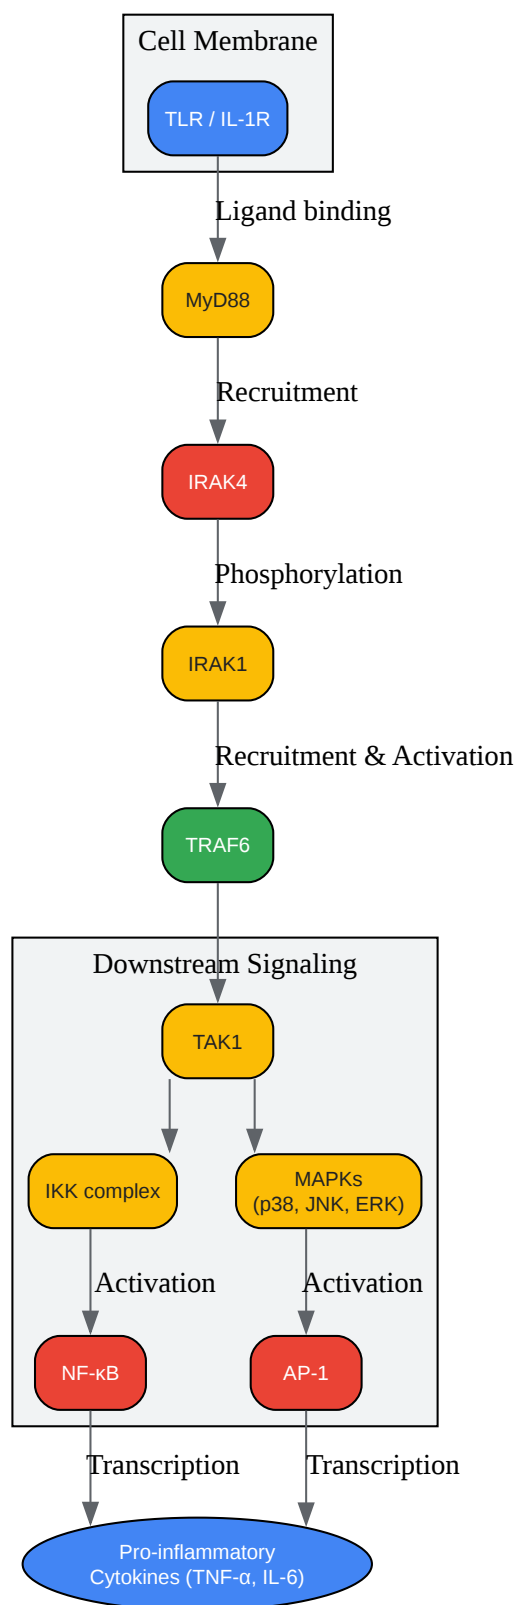 Cell Membrane
TLR / IL-1R
Ligand binding
MyD88
Recruitment
IRAK4
Phosphorylation
IRAK1
Recruitment & Activation
TRAF6
Downstream Signaling
TAK1
IKK complex
MAPKs
(p38, JNK, ERK)
Activation
Activation
NF-κB
AP-1
Transcription
Transcription
Pro-inflammatory
Cytokines (TNF-α, IL-6)